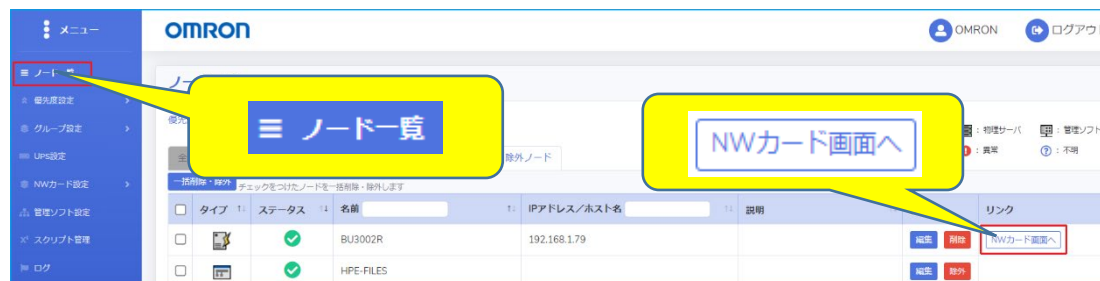 メニュー
OMRON
OMRON
ログアウト
ノード一覧
優先度設定
グループ設定
UPS設定
NWカード設定
管理ソフト設定
スクリプト管理
ログ
ノード一覧
NWカード画面へ
: 物理サーバ
: 管理ソフト
: 異常
: 不明
除外ノード
一括削除・除外
チェックをつけたノードを一括削除・除外します
タイプ ステータス 名前 IPアドレス/ホスト名 説明 リンク
BU3002R 192.168.1.79 編集 削除 NWカード画面へ
HPE-FILES 編集 除外